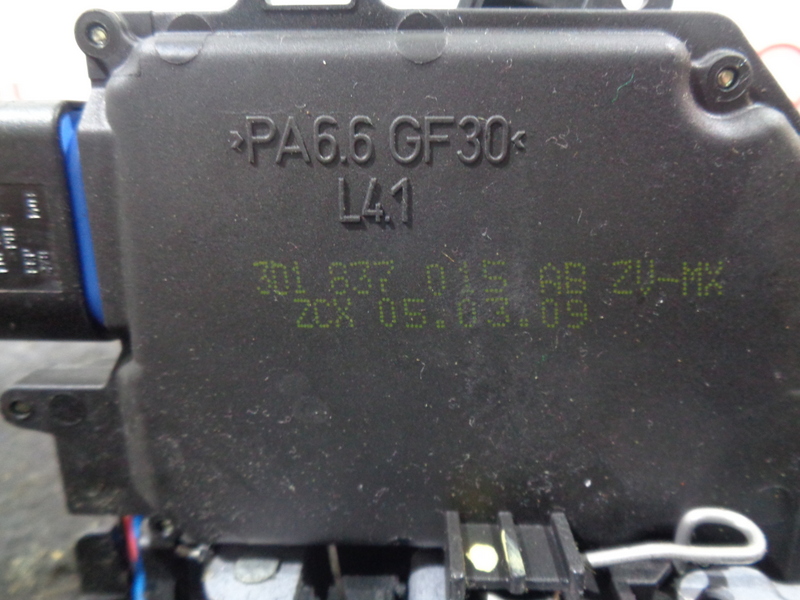 >PA6.6 GF30<
L4.1
3D1 837 015 AB ZV-MX
ZCX 05.03.09